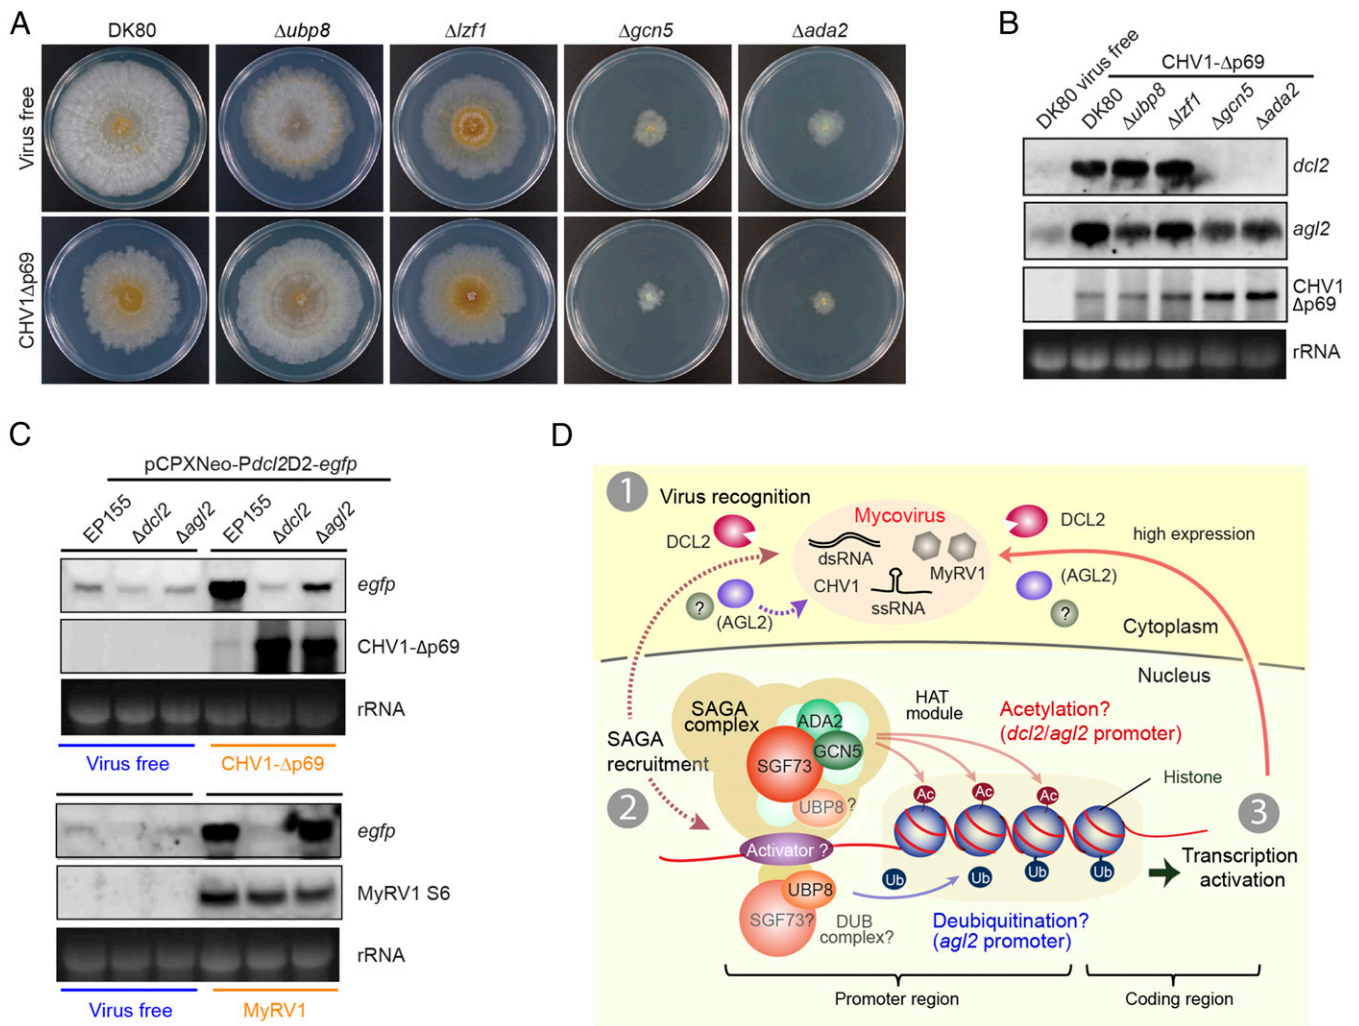 A
DK80
Δubp8
Δlzf1
Δgcn5
Δada2
Virus free
CHV1Δp69
B
CHV1-Δp69
DK80 virus free
DK80
Δubp8
Δlzf1
Δgcn5
Δada2
dcl2
agl2
CHV1
Δp69
rRNA
C
pCPXNeo-Pdcl2D2-egfp
EP155
Δdcl2
Δagl2
EP155
Δdcl2
Δagl2
egfp
CHV1-Δp69
rRNA
Virus free
CHV1-Δp69
egfp
MyRV1 S6
rRNA
Virus free
MyRV1
D
1
Virus recognition
Mycovirus
DCL2
DCL2
high expression
dsRNA
MyRV1
CHV1
ssRNA
?
(AGL2)
(AGL2)
?
Cytoplasm
Nucleus
SAGA
complex
ADA2
HAT
module
Acetylation?
(dcl2/agl2 promoter)
SAGA
recruitment
SGF73
GCN5
Histone
2
UBP8?
Ac
Ac
Ac
3
Activator ?
Transcription
activation
UBP8
Ub
Ub
Ub
Ub
SGF73?
DUB
complex?
Deubiquitination?
(agl2 promoter)
Promoter region
Coding region